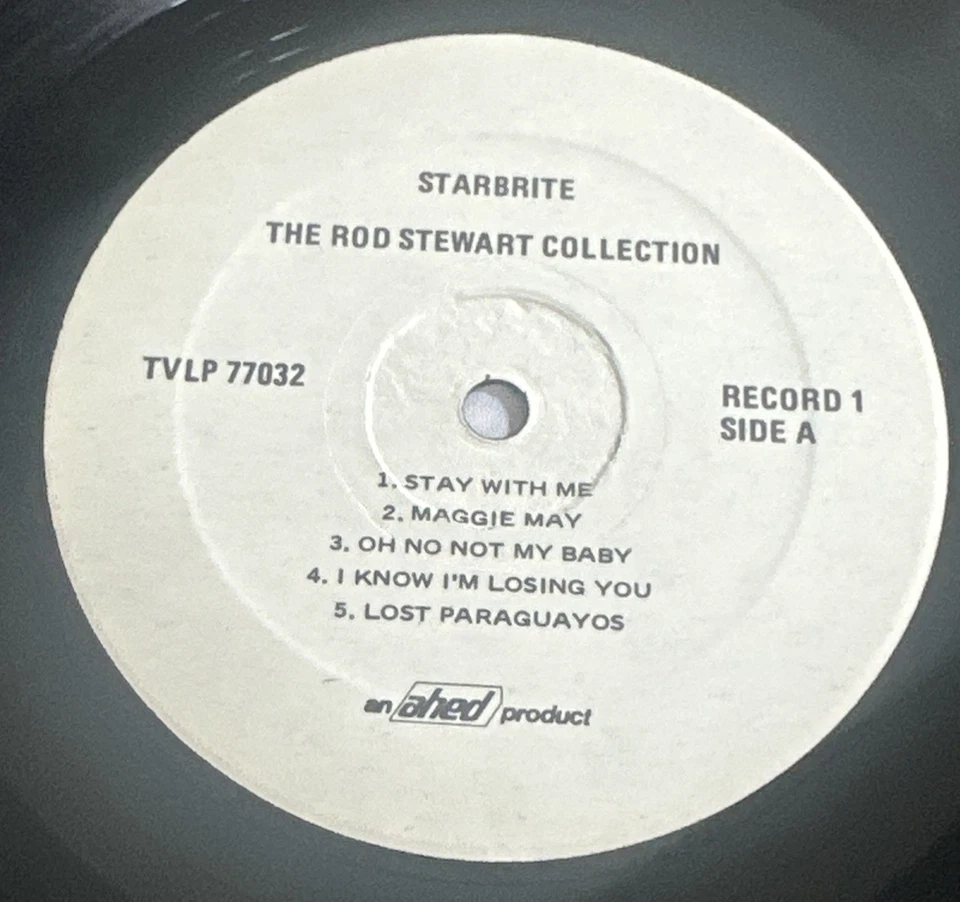 STARBRITE
THE ROD STEWART COLLECTION
TVLP 77032
RECORD 1
SIDE A
1. STAY WITH ME
2. MAGGIE MAY
3. OH NO NOT MY BABY
4. I KNOW I'M LOSING YOU
5. LOST PARAGUAYOS
an ahed product